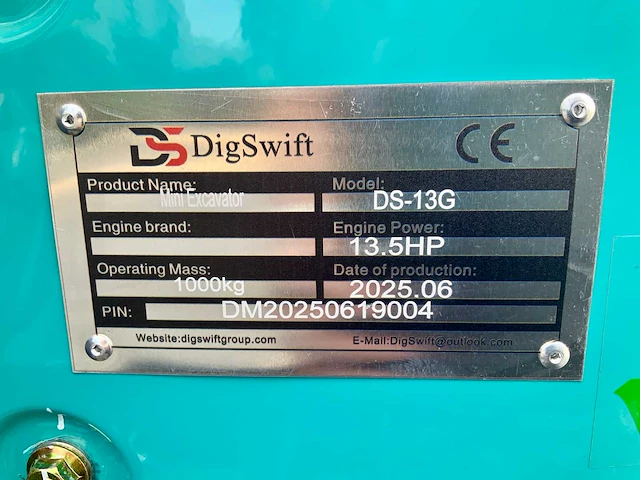 DS DigSwift CE
Product Name: Model:
Mini Excavator DS-13G
Engine brand: Engine Power:
13.5HP
Operating Mass: Date of production:
1000kg 2025.06
PIN: DM20250619004
Website:digswiftgroup.com E-Mail:DigSwift@outlook.com